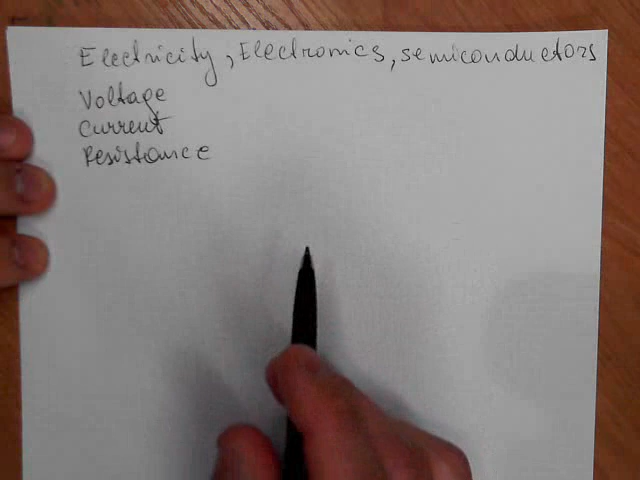 Electricity, Electronics, semiconductors
Voltage
Current
Resistance